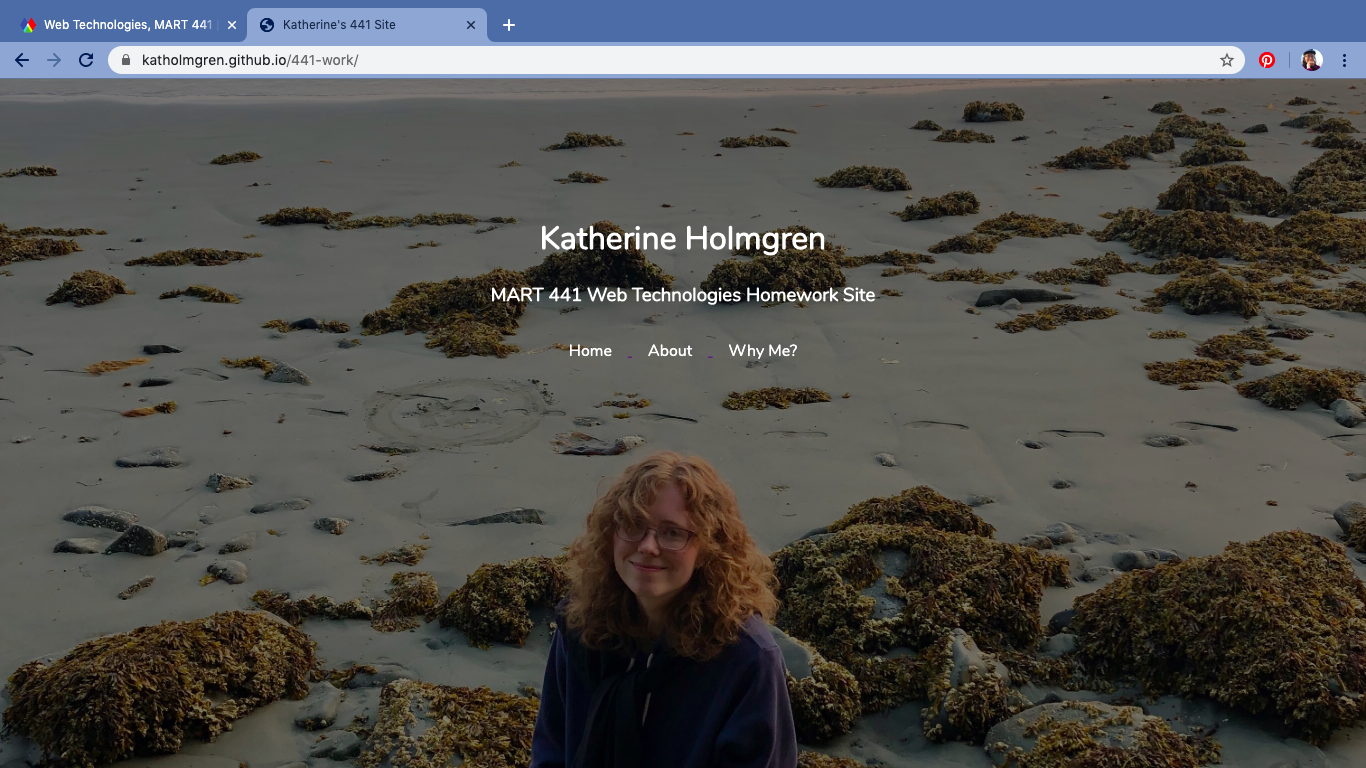 Web Technologies, MART 441
Katherine's 441 Site
katholmgren.github.io/441-work/
Katherine Holmgren
MART 441 Web Technologies Homework Site
Home About Why Me?